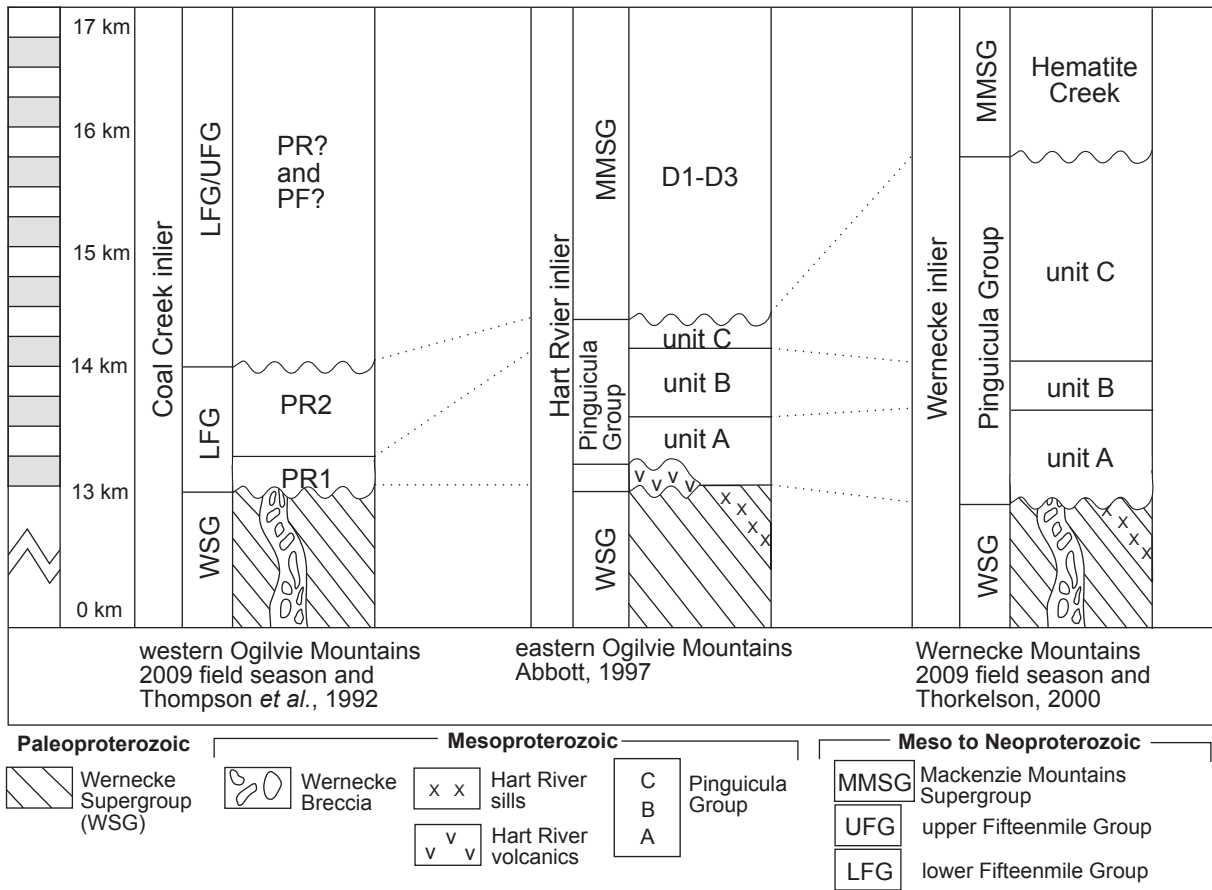 17 km
16 km
15 km
14 km
13 km
0 km
Coal Creek inlier
LFG/UFG
LFG
WSG
PR?
and
PF?
PR2
PR1
Hart Rvier inlier
MMSG
Pinguicula
Group
WSG
D1-D3
unit C
unit B
unit A
v v v v v
x x x x x
Wernecke inlier
MMSG
Pinguicula Group
WSG
Hematite
Creek
unit C
unit B
unit A
x x x x x
western Ogilvie Mountains
2009 field season and
Thompson et al., 1992
eastern Ogilvie Mountains
Abbott, 1997
Wernecke Mountains
2009 field season and
Thorkelson, 2000
Paleoproterozoic
Wernecke
Supergroup
(WSG)
Mesoproterozoic
Wernecke
Breccia
x x
Hart River
sills
v v v
Hart River
volcanics
C
B
A
Pinguicula
Group
Meso to Neoproterozoic
MMSG Mackenzie Mountains
Supergroup
UFG upper Fifteenmile Group
LFG lower Fifteenmile Group